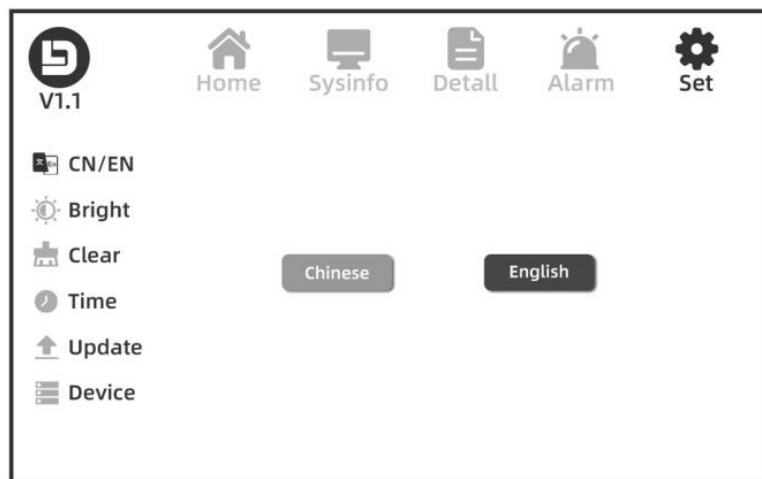 V1.1
Home Sysinfo Detall Alarm Set
CN/EN
Bright
Clear
Chinese English
Time
Update
Device